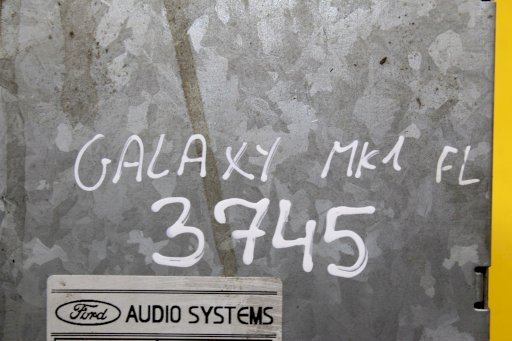 GALAXY MK1 FL
3745
Ford AUDIO SYSTEMS